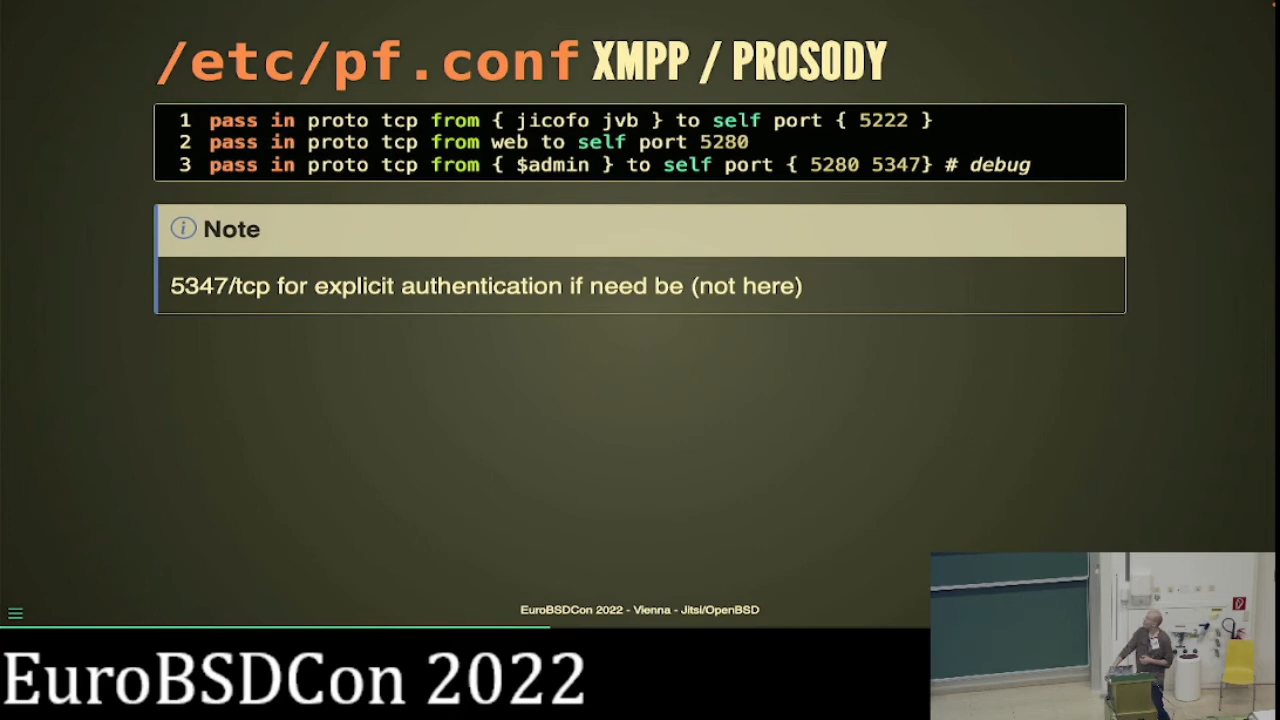 /etc/pf.conf XMPP / PROSODY
1 pass in proto tcp from { jicofo jvb } to self port { 5222 }
2 pass in proto tcp from web to self port 5280
3 pass in proto tcp from { $admin } to self port { 5280 5347} # debug
Note
5347/tcp for explicit authentication if need be (not here)
EuroBSDCon 2022 - Vienna - Jitsi/OpenBSD
EuroBSDCon 2022